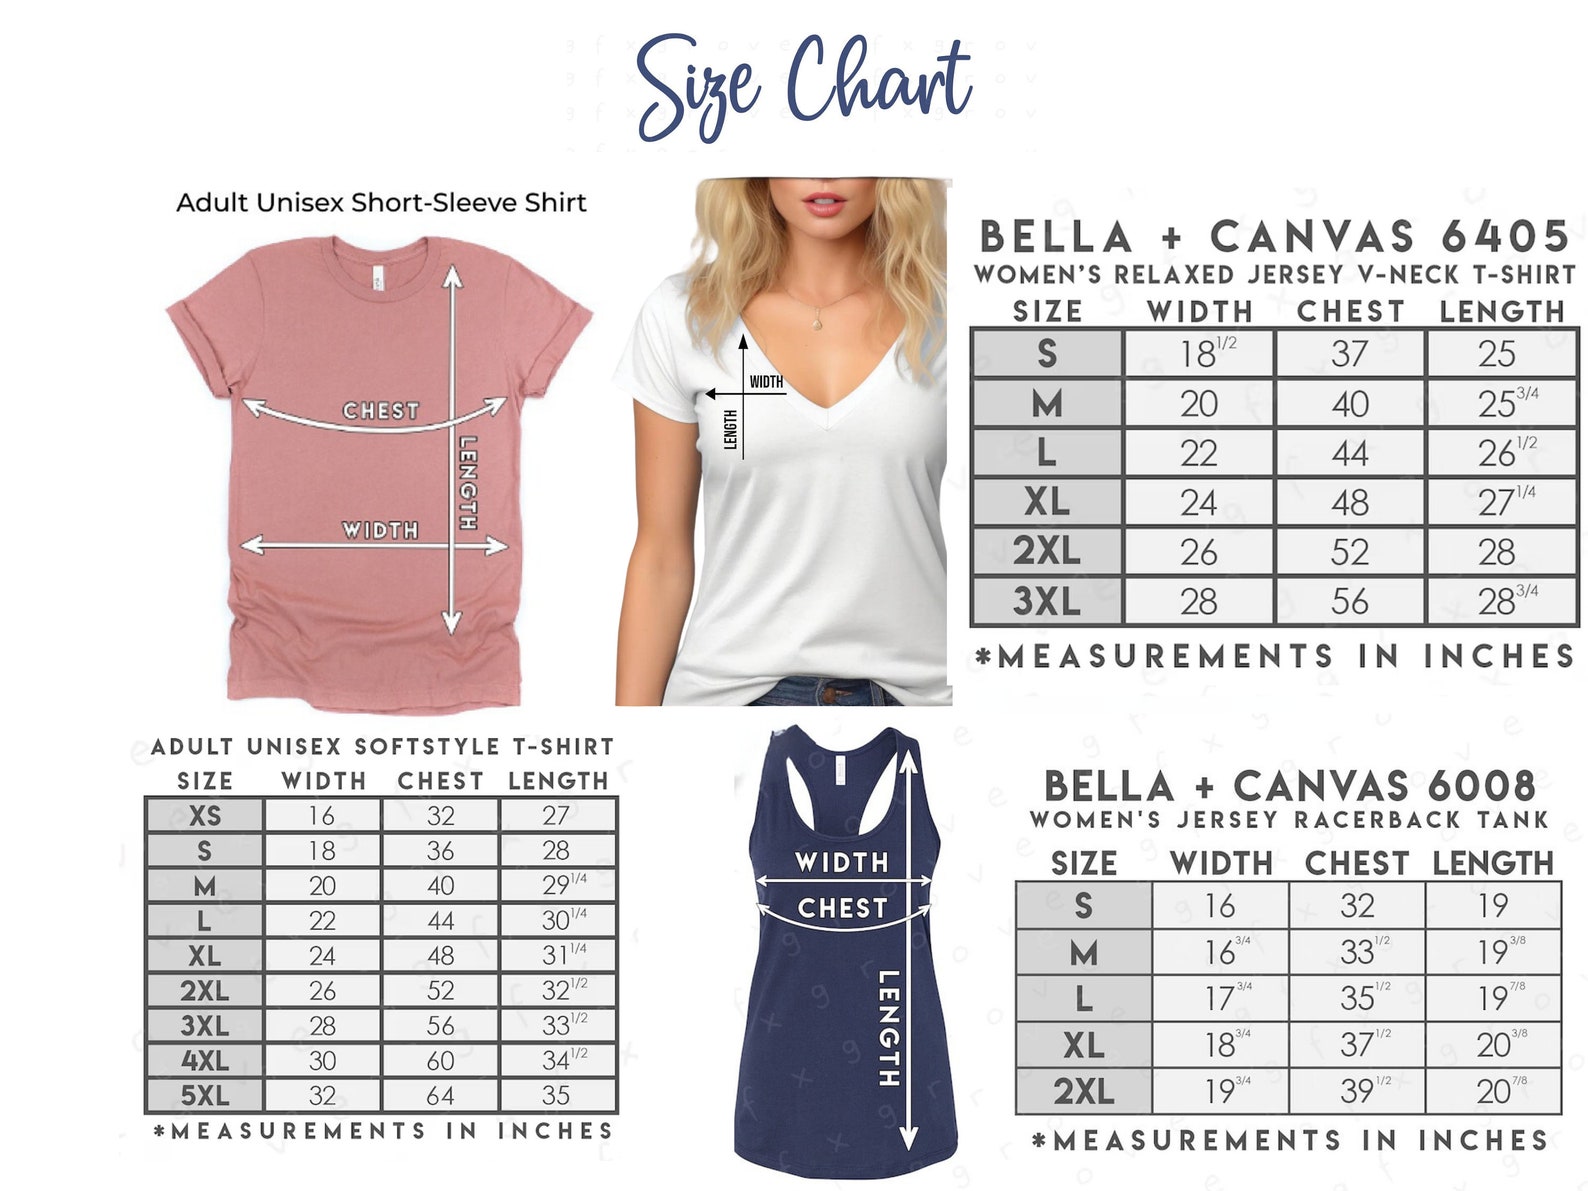 Size Chart
Adult Unisex Short-Sleeve Shirt
CHEST
LENGTH
WIDTH
WIDTH
LENGTH
BELLA + CANVAS 6405
WOMEN'S RELAXED JERSEY V-NECK T-SHIRT
SIZE WIDTH CHEST LENGTH
S 18 1/2 37 25
M 20 40 25 3/4
L 22 44 26 1/2
XL 24 48 27 1/4
2XL 26 52 28
3XL 28 56 28 3/4
*MEASUREMENTS IN INCHES
ADULT UNISEX SOFTSTYLE T-SHIRT
SIZE WIDTH CHEST LENGTH
XS 16 32 27
S 18 36 28
M 20 40 29 1/4
L 22 44 30 1/4
XL 24 48 31 1/4
2XL 26 52 32 1/2
3XL 28 56 33 1/2
4XL 30 60 34 1/2
5XL 32 64 35
*MEASUREMENTS IN INCHES
WIDTH
CHEST
LENGTH
BELLA + CANVAS 6008
WOMEN'S JERSEY RACERBACK TANK
SIZE WIDTH CHEST LENGTH
S 16 32 19
M 16 3/4 33 1/2 19 3/8
L 17 3/4 35 1/2 19 7/8
XL 18 3/4 37 1/2 20 3/8
2XL 19 3/4 39 1/2 20 7/8
*MEASUREMENTS IN INCHES